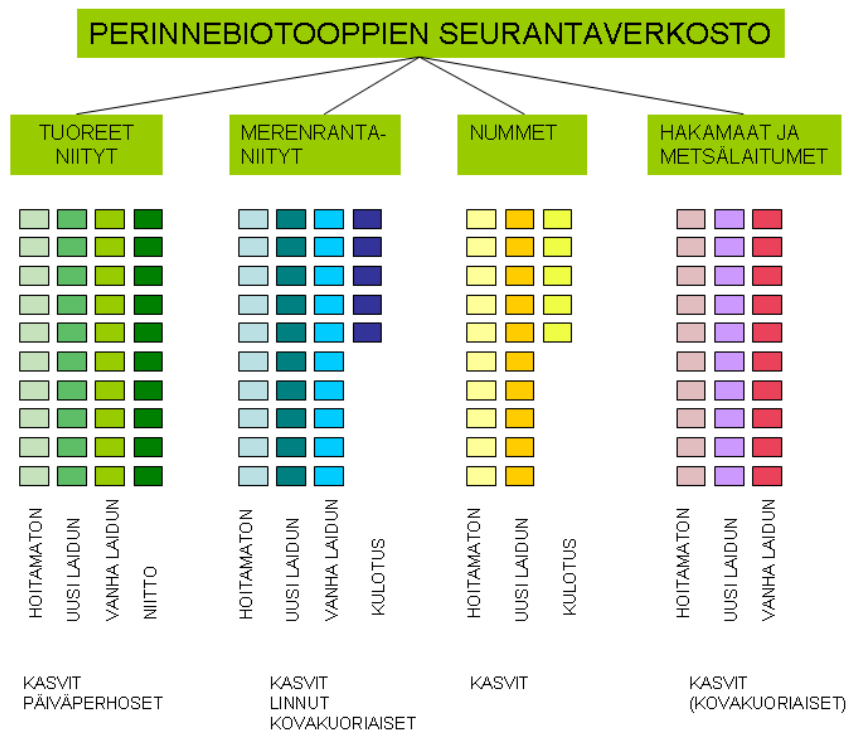 PERINNEBIOTOOPPIEN SEURANTAVERKOSTO
TUOREET
NIITYT
MERENRANTA-
NIITYT
NUMMET
HAKAMAAT JA
METSÄLAITUMET
HOITAMATON
UUSI LAIDUN
VANHA LAIDUN
NIITTO
HOITAMATON
UUSI LAIDUN
VANHA LAIDUN
KULOTUS
HOITAMATON
UUSI LAIDUN
KULOTUS
HOITAMATON
UUSI LAIDUN
VANHA LAIDUN
KASVIT
PÄIVÄPERHOSET
KASVIT
LINNUT
KOVAKUORIAISET
KASVIT
KASVIT
(KOVAKUORIAISET)